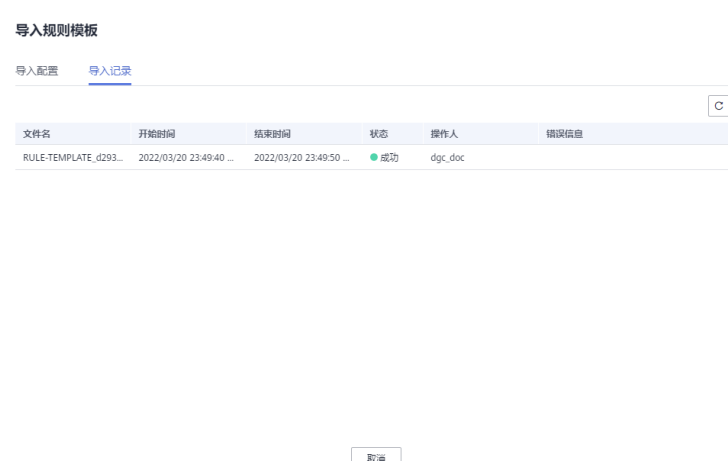 导入规则模板
导入配置 导入记录
文件名 开始时间 结束时间 状态 操作人 错误信息
RULE-TEMPLATE_d293... 2022/03/20 23:49:40 ... 2022/03/20 23:49:50 ... 成功 dgc_doc
取消